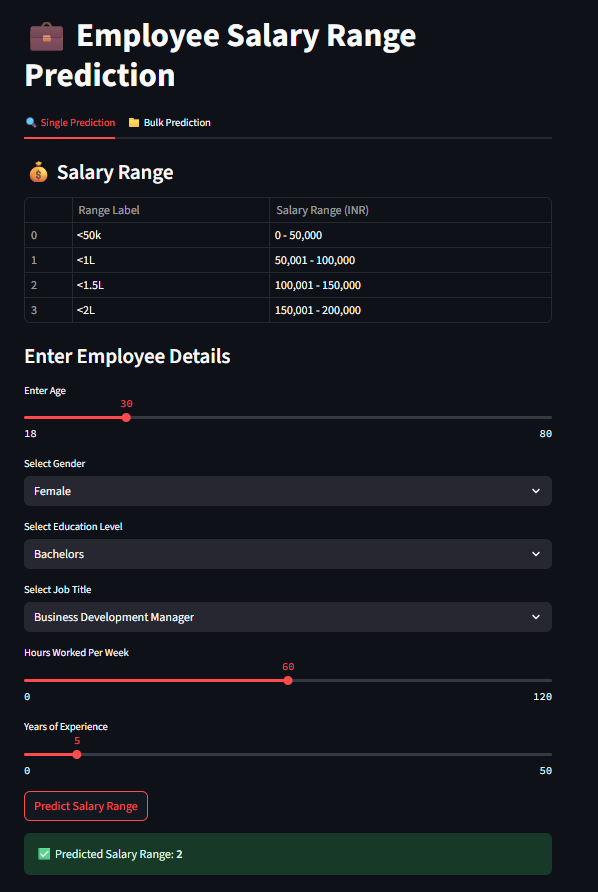 💼 Employee Salary Range
Prediction
🔍 Single Prediction 📁 Bulk Prediction
💰 Salary Range
Range Label Salary Range (INR)
0 <50k 0 - 50,000
1 <1L 50,001 - 100,000
2 <1.5L 100,001 - 150,000
3 <2L 150,001 - 200,000
Enter Employee Details
Enter Age
30
18 80
Select Gender
Female
Select Education Level
Bachelors
Select Job Title
Business Development Manager
Hours Worked Per Week
60
0 120
Years of Experience
5
0 50
Predict Salary Range
✅ Predicted Salary Range: 2